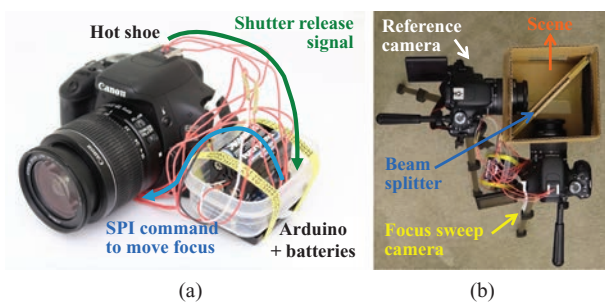 Shutter release
signal
Hot shoe
Canon
SPI command
to move focus
Arduino
+ batteries
(a)
Reference
camera
Scene
Beam
splitter
Focus sweep
camera
(b)